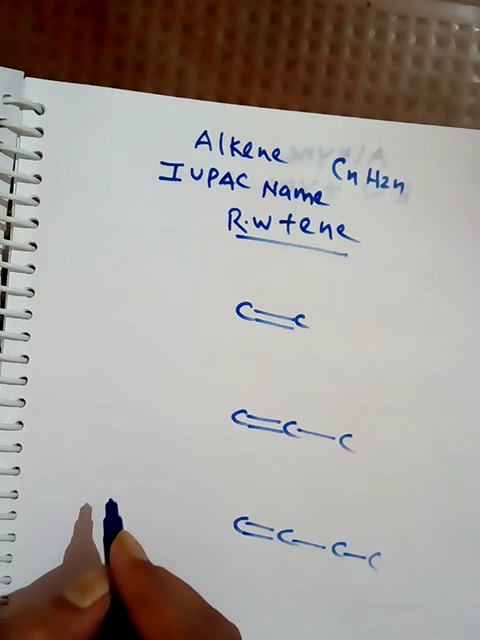 Alkene CnH2n
IUPAC Name
R.w + ene
C=C
C=C-C
C=C-C-C